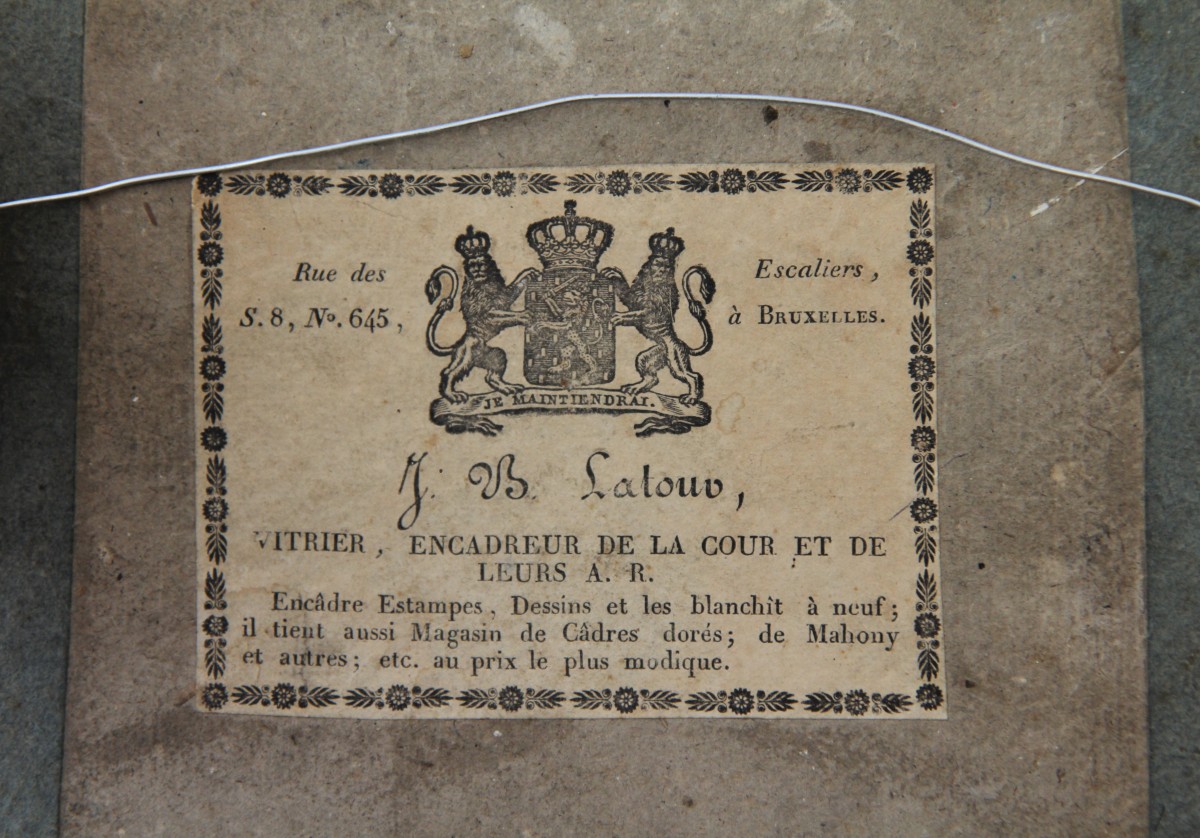 Rue des Escaliers,
S. 8, No. 645, à BRUXELLES.
JE MAINTIENDRAI.
J. B. Latour,
VITRIER, ENCADREUR DE LA COUR ET DE
LEURS A. R.
Encâdre Estampes, Dessins et les blanchît à neuf;
il tient aussi Magasin de Câdres dorés; de Mahony
et autres; etc. au prix le plus modique.